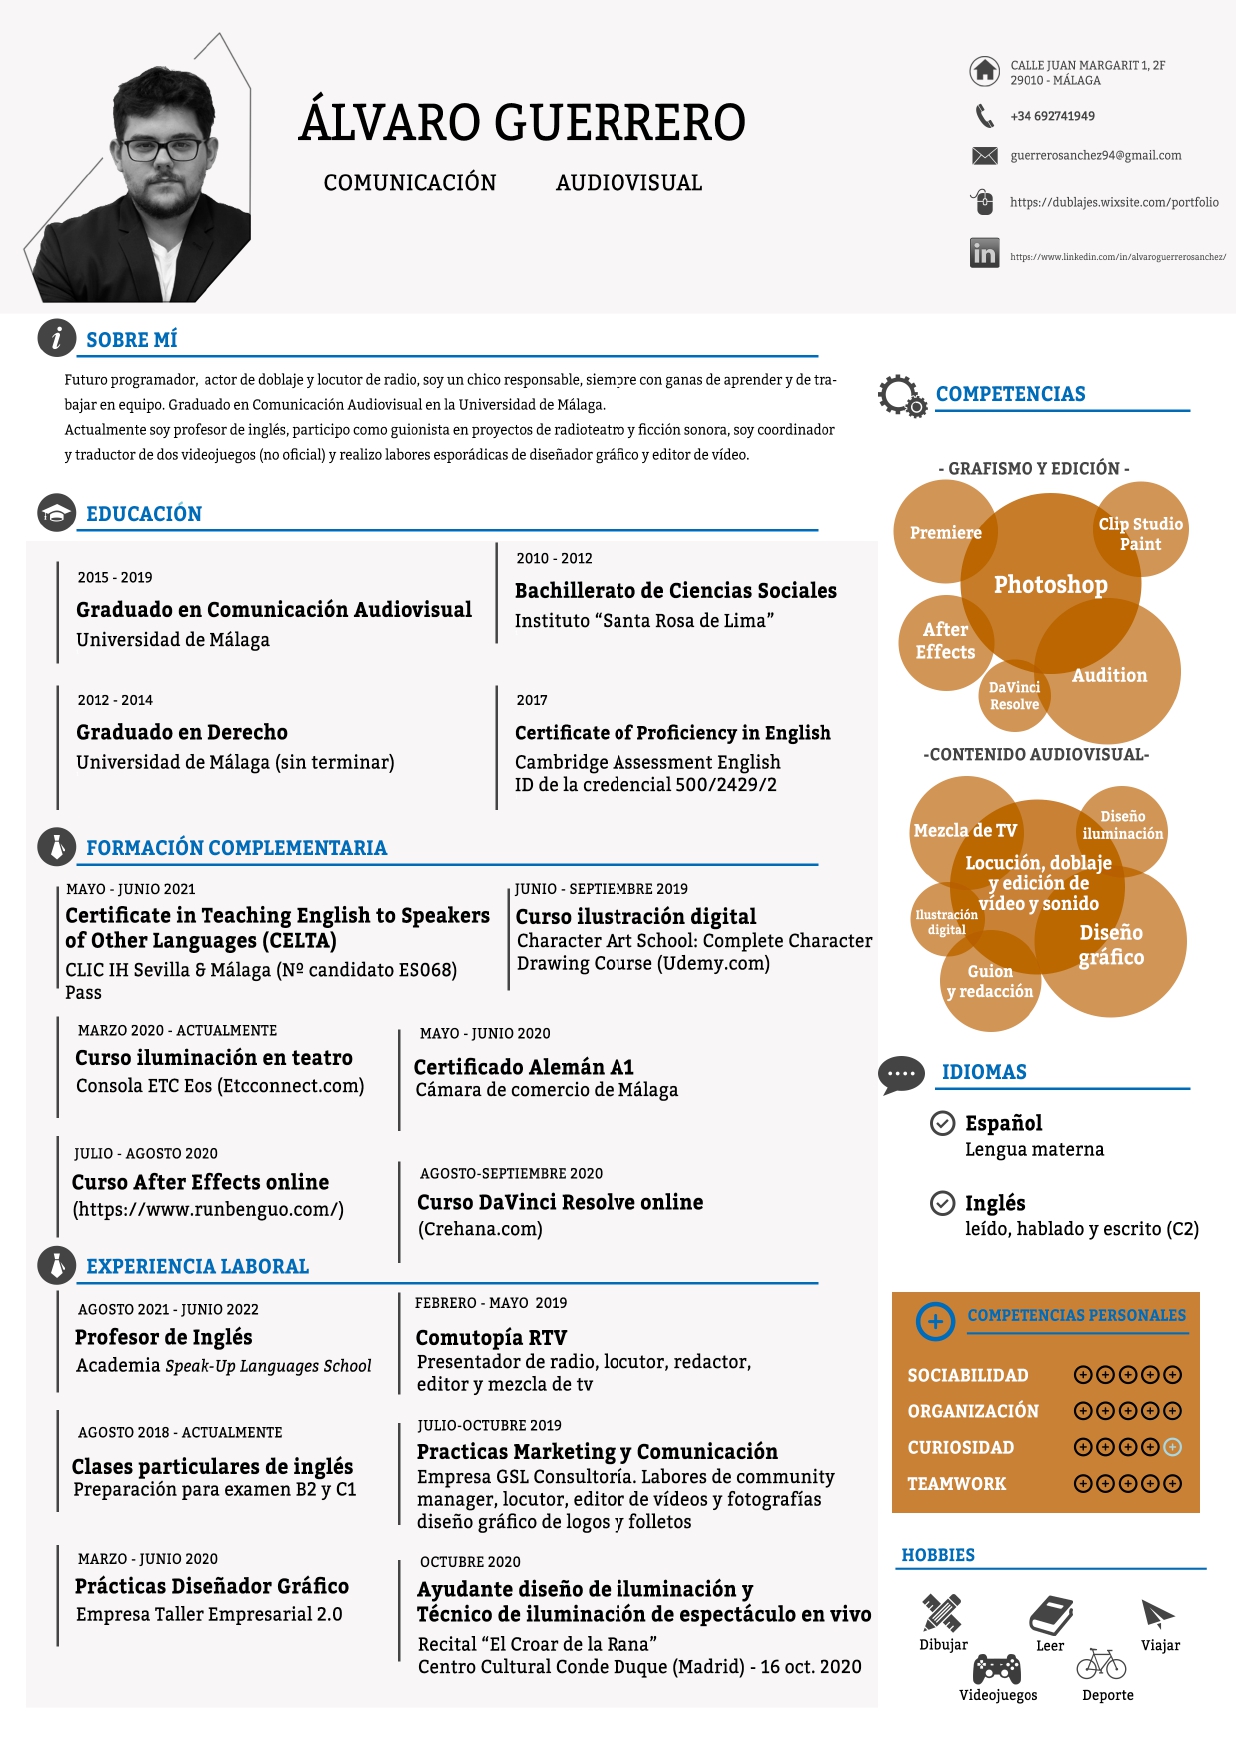 ÁLVARO GUERRERO
COMUNICACIÓN AUDIOVISUAL
CALLE JUAN MARGARIT 1, 2F
29010 - MÁLAGA
+34 692741949
guerrerosanchez94@gmail.com
https://dublajes.wixsite.com/portfolio
in
https://www.linkedin.com/in/alvaroguerrerosanchez/
i
SOBRE MÍ
Futuro programador, actor de doblaje y locutor de radio, soy un chico responsable, siempre con ganas de aprender y de tra-
bajar en equipo. Graduado en Comunicación Audiovisual en la Universidad de Málaga.
Actualmente soy profesor de inglés, participo como guionista en proyectos de radioteatro y ficción sonora, soy coordinador
y traductor de dos videojuegos (no oficial) y realizo labores esporádicas de diseñador gráfico y editor de vídeo.
EDUCACIÓN
2015 - 2019
Graduado en Comunicación Audiovisual
Universidad de Málaga
2010 - 2012
Bachillerato de Ciencias Sociales
Instituto “Santa Rosa de Lima”
2012 - 2014
Graduado en Derecho
Universidad de Málaga (sin terminar)
2017
Certificate of Proficiency in English
Cambridge Assessment English
ID de la credencial 500/2429/2
FORMACIÓN COMPLEMENTARIA
MAYO - JUNIO 2021
Certificate in Teaching English to Speakers
of Other Languages (CELTA)
CLIC IH Sevilla & Málaga (Nº candidato ES068)
Pass
JUNIO - SEPTIEMBRE 2019
Curso ilustración digital
Character Art School: Complete Character
Drawing Course (Udemy.com)
MARZO 2020 - ACTUALMENTE
Curso iluminación en teatro
Consola ETC Eos (Etcconnect.com)
MAYO - JUNIO 2020
Certificado Alemán A1
Cámara de comercio de Málaga
JULIO - AGOSTO 2020
Curso After Effects online
(https://www.runbenguo.com/)
AGOSTO-SEPTIEMBRE 2020
Curso DaVinci Resolve online
(Crehana.com)
EXPERIENCIA LABORAL
AGOSTO 2021 - JUNIO 2022
Profesor de Inglés
Academia Speak-Up Languages School
FEBRERO - MAYO 2019
Comutopía RTV
Presentador de radio, locutor, redactor,
editor y mezcla de tv
AGOSTO 2018 - ACTUALMENTE
Clases particulares de inglés
Preparación para examen B2 y C1
JULIO-OCTUBRE 2019
Practicas Marketing y Comunicación
Empresa GSL Consultoría. Labores de community
manager, locutor, editor de vídeos y fotografías
diseño gráfico de logos y folletos
MARZO - JUNIO 2020
Prácticas Diseñador Gráfico
Empresa Taller Empresarial 2.0
OCTUBRE 2020
Ayudante diseño de iluminación y
Técnico de iluminación de espectáculo en vivo
Recital “El Croar de la Rana”
Centro Cultural Conde Duque (Madrid) - 16 oct. 2020
COMPETENCIAS
- GRAFISMO Y EDICIÓN -
Premiere
Clip Studio
Paint
Photoshop
After
Effects
Audition
DaVinci
Resolve
-CONTENIDO AUDIOVISUAL-
Mezcla de TV
Diseño
iluminación
Locución, doblaje
y edición de
vídeo y sonido
Ilustración
digital
Diseño
gráfico
Guion
y redacción
IDIOMAS
Español
Lengua materna
Inglés
leído, hablado y escrito (C2)
COMPETENCIAS PERSONALES
SOCIABILIDAD
ORGANIZACIÓN
CURIOSIDAD
TEAMWORK
HOBBIES
Dibujar
Leer
Viajar
Videojuegos
Deporte